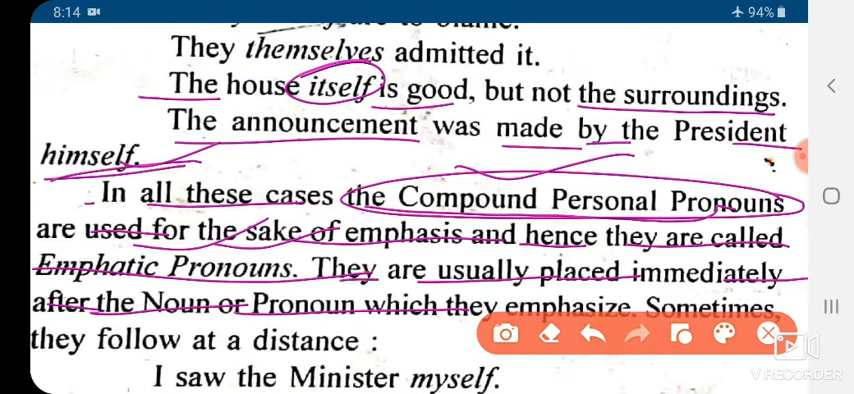 8:14
94%
They themselves admitted it.
The house itself is good, but not the surroundings.
The announcement was made by the President
himself.
In all these cases the Compound Personal Pronouns
are used for the sake of emphasis and hence they are called
Emphatic Pronouns. They are usually placed immediately
after the Noun or Pronoun which they emphasize. Sometimes,
they follow at a distance :
I saw the Minister myself.
V RECORDER